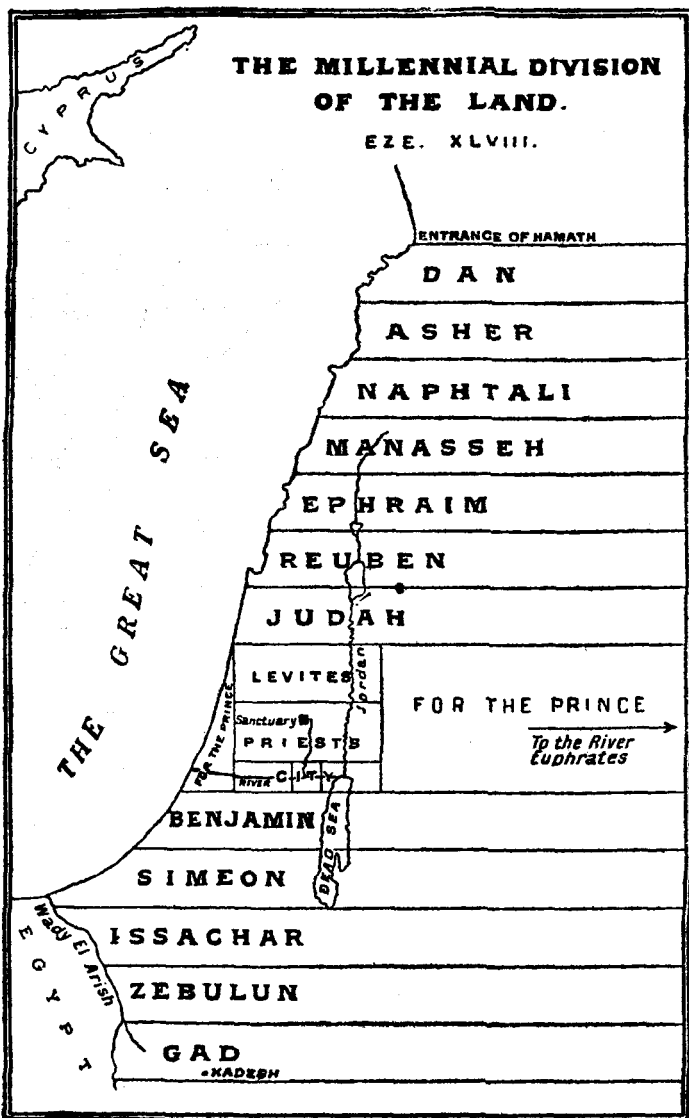 THE MILLENNIAL DIVISION
OF THE LAND.
EZE. XLVIII.
CYPRUS
ENTRANCE OF HAMATH
DAN
ASHER
NAPHTALI
MANASSEH
EPHRAIM
REUBEN
JUDAH
THE GREAT SEA
LEVITES
Jordan
FOR THE PRINCE
Sanctuary
PRIESTS
FOR THE PRINCE
To the River
Euphrates
RIVER
CITY
BENJAMIN
DEAD SEA
SIMEON
Wady El Arish
EGYPT
ISSACHAR
ZEBULUN
GAD
KADESH